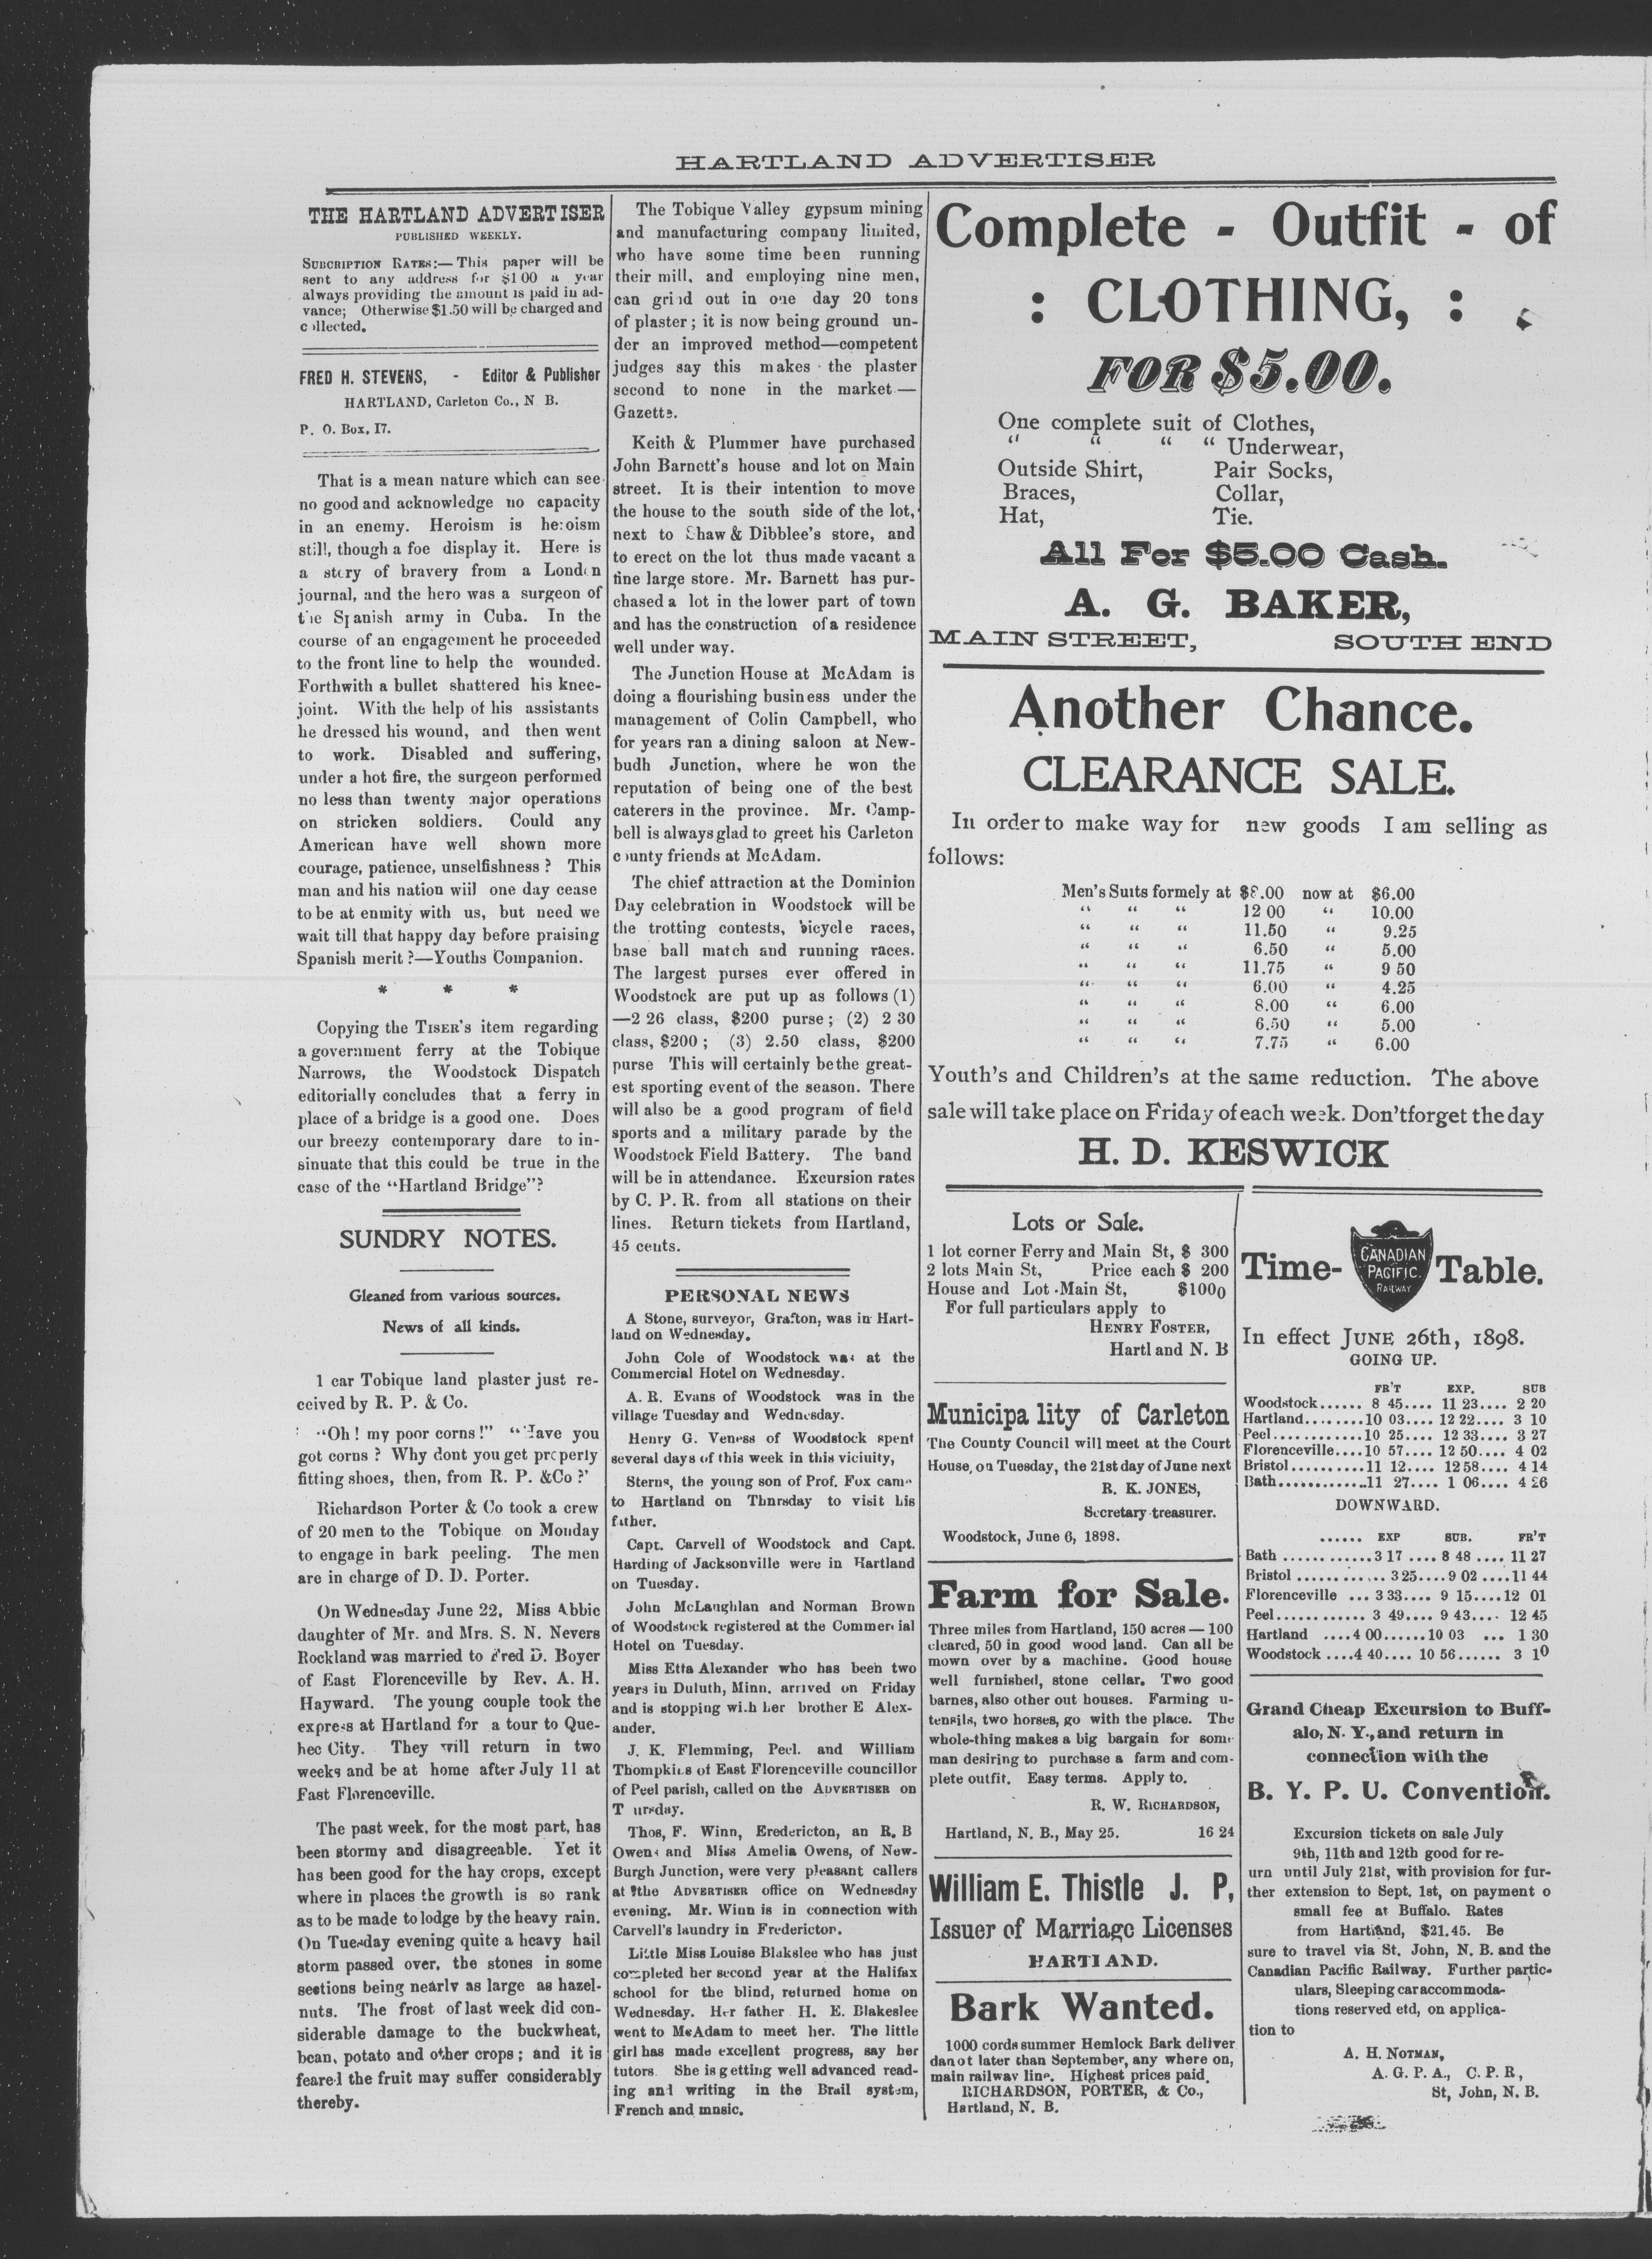 HARTLAND ADVERTISER
THE HARTLAND ADVERTISER
PUBLISHED WEEKLY.
SUBCRIPTION RATES:—This paper will be
sent to any address for $1 00 a year
always providing the amount is paid in ad-
vance; Otherwise $1.50 will be charged and
c llected.
FRED H. STEVENS, - Editor & Publisher
HARTLAND, Carleton Co., N B.
P. O. Box, 17.
That is a mean nature which can see
no good and acknowledge no capacity
in an enemy. Heroism is he:oism
still, though a foe display it. Here is
a story of bravery from a London
journal, and the hero was a surgeon of
the Spanish army in Cuba. In the
course of an engagement he proceeded
to the front line to help the wounded.
Forthwith a bullet shattered his knee-
joint. With the help of his assistants
he dressed his wound, and then went
to work. Disabled and suffering,
under a hot fire, the surgeon performed
no less than twenty major operations
on stricken soldiers. Could any
American have well shown more
courage, patience, unselfishness? This
man and his nation wiil one day cease
to be at enmity with us, but need we
wait till that happy day before praising
Spanish merit?—Youths Companion.
* * *
Copying the TISER'S item regarding
a government ferry at the Tobique
Narrows, the Woodstock Dispatch
editorially concludes that a ferry in
place of a bridge is a good one. Does
our breezy contemporary dare to in-
sinuate that this could be true in the
case of the "Hartland Bridge"?
SUNDRY NOTES.
Gleaned from various sources.
News of all kinds.
1 car Tobique land plaster just re-
ceived by R. P. & Co.
"Oh! my poor corns!" "Have you
got corns? Why dont you get properly
fitting shoes, then, from R. P. &Co?'
Richardson Porter & Co took a crew
of 20 men to the Tobique on Monday
to engage in bark peeling. The men
are in charge of D. D. Porter.
On Wednesday June 22, Miss Abbie
daughter of Mr. and Mrs. S. N. Nevers
Rockland was married to Fred D. Boyer
of East Florenceville by Rev. A. H.
Hayward. The young couple took the
express at Hartland for a tour to Que-
bec City. They will return in two
weeks and be at home after July 11 at
East Florenceville.
The past week, for the most part, has
been stormy and disagreeable. Yet it
has been good for the hay crops, except
where in places the growth is so rank
as to be made to lodge by the heavy rain.
On Tuesday evening quite a heavy hail
storm passed over, the stones in some
sections being nearly as large as hazel-
nuts. The frost of last week did con-
siderable damage to the buckwheat,
bean, potato and other crops; and it is
feared the fruit may suffer considerably
thereby.
The Tobique Valley gypsum mining
and manufacturing company limited,
who have some time been running
their mill, and employing nine men,
can grind out in one day 20 tons
of plaster; it is now being ground un-
der an improved method—competent
judges say this makes the plaster
second to none in the market—
Gazette.
Keith & Plummer have purchased
John Barnett's house and lot on Main
street. It is their intention to move
the house to the south side of the lot,
next to Shaw & Dibblee's store, and
to erect on the lot thus made vacant a
fine large store. Mr. Barnett has pur-
chased a lot in the lower part of town
and has the construction of a residence
well under way.
The Junction House at McAdam is
doing a flourishing business under the
management of Colin Campbell, who
for years ran a dining saloon at New-
budh Junction, where he won the
reputation of being one of the best
caterers in the province. Mr. Camp-
bell is always glad to greet his Carleton
county friends at McAdam.
The chief attraction at the Dominion
Day celebration in Woodstock will be
the trotting contests, bicycle races,
base ball match and running races.
The largest purses ever offered in
Woodstock are put up as follows (1)
—2 26 class, $200 purse; (2) 2 30
class, $200; (3) 2.50 class, $200
purse This will certainly be the great-
est sporting event of the season. There
will also be a good program of field
sports and a military parade by the
Woodstock Field Battery. The band
will be in attendance. Excursion rates
by C. P. R. from all stations on their
lines. Return tickets from Hartland,
45 cents.
PERSONAL NEWS
A Stone, surveyor, Grafton, was in Hart-
land on Wednesday.
John Cole of Woodstock was at the
Commercial Hotel on Wednesday.
A. R. Evans of Woodstock was in the
village Tuesday and Wednesday.
Henry G. Veness of Woodstock spent
several days of this week in this vicinity,
Sterns, the young son of Prof. Fox came
to Hartland on Thnrsday to visit his
father.
Capt. Carvell of Woodstock and Capt.
Harding of Jacksonville were in Hartland
on Tuesday.
John McLaughlan and Norman Brown
of Woodstock registered at the Commercial
Hotel on Tuesday.
Miss Etta Alexander who has been two
years in Duluth, Minn. arrived on Friday
and is stopping with her brother E Alex-
ander.
J. K. Flemming, Peel. and William
Thompkins of East Florenceville councillor
of Peel parish, called on the ADVERTISER on
T ursday.
Thos, F. Winn, Eredericton, an R. B
Owens and Miss Amelia Owens, of New-
Burgh Junction, were very pleasant callers
at the ADVERTISER office on Wednesday
evening. Mr. Winn is in connection with
Carvell's laundry in Fredericton.
Little Miss Louise Blakslee who has just
completed her second year at the Halifax
school for the blind, returned home on
Wednesday. Her father H. E. Blakeslee
went to McAdam to meet her. The little
girl has made excellent progress, say her
tutors. She is getting well advanced read-
ing and writing in the Brail system,
French and mnsic.
Complete - Outfit - of
: CLOTHING, :
FOR $5.00.
One complete suit of Clothes,
" " " " Underwear,
Outside Shirt, Pair Socks,
Braces, Collar,
Hat, Tie.
All For $5.00 Cash.
A. G. BAKER,
MAIN STREET, SOUTH END
Another Chance.
CLEARANCE SALE.
In order to make way for new goods I am selling as
follows:
Men's Suits formely at $8.00 now at $6.00
" " " 12 00 " 10.00
" " " 11.50 " 9.25
" " " 6.50 " 5.00
" " " 11.75 " 9 50
" " " 6.00 " 4.25
" " " 8.00 " 6.00
" " " 6.50 " 5.00
" " " 7.75 " 6.00
Youth's and Children's at the same reduction. The above
sale will take place on Friday of each week. Don't forget the day
H. D. KESWICK
Lots or Sale.
1 lot corner Ferry and Main St, $ 300
2 lots Main St, Price each $ 200
House and Lot Main St, $1000
For full particulars apply to
HENRY FOSTER,
Hartland N. B
Municipa lity of Carleton
The County Council will meet at the Court
House, on Tuesday, the 21st day of June next
R. K. JONES,
Secretary treasurer.
Woodstock, June 6, 1898.
Farm for Sale.
Three miles from Hartland, 150 acres—100
cleared, 50 in good wood land. Can all be
mown over by a machine. Good house
well furnished, stone cellar. Two good
barnes, also other out houses. Farming u-
tensils, two horses, go with the place. The
whole-thing makes a big bargain for some
man desiring to purchase a farm and com-
plete outfit. Easy terms. Apply to.
R. W. RICHARDSON,
Hartland, N. B., May 25. 16 24
William E. Thistle J. P,
Issuer of Marriage Licenses
HARTLAND.
Bark Wanted.
1000 cords summer Hemlock Bark deliver
danot later than September, any where on,
main railway line. Highest prices paid.
RICHARDSON, PORTER, & Co.,
Hartland, N. B.
Time- CANADIAN PACIFIC RAILWAY Table.
In effect JUNE 26th, 1898.
GOING UP.
FR'T EXP. SUB
Woodstock...... 8 45.... 11 23.... 2 20
Hartland........10 03.... 12 22.... 3 10
Peel............10 25.... 12 33.... 3 27
Florenceville....10 57.... 12 50.... 4 02
Bristol..........11 12.... 12 58.... 4 14
Bath............11 27.... 1 06.... 4 26
DOWNWARD.
...... EXP SUB. FR'T
Bath ............3 17 .... 8 48 .... 11 27
Bristol ............ 3 25....9 02 ....11 44
Florenceville ... 3 33.... 9 15....12 01
Peel............ 3 49.... 9 43.... 12 45
Hartland ....4 00......10 03 ... 1 30
Woodstock ....4 40.... 10 56...... 3 10
Grand Cheap Excursion to Buff-
alo, N. Y., and return in
connection with the
B. Y. P. U. Convention.
Excursion tickets on sale July
9th, 11th and 12th good for re-
urn until July 21st, with provision for fur-
ther extension to Sept. 1st, on payment o
small fee at Buffalo. Rates
from Hartland, $21.45. Be
sure to travel via St. John, N. B. and the
Canadian Pacific Railway. Further partic-
ulars, Sleeping car accommoda-
tions reserved etd, on applica-
tion to
A. H. NOTMAN,
A. G. P. A., C. P. R,
St, John, N. B.